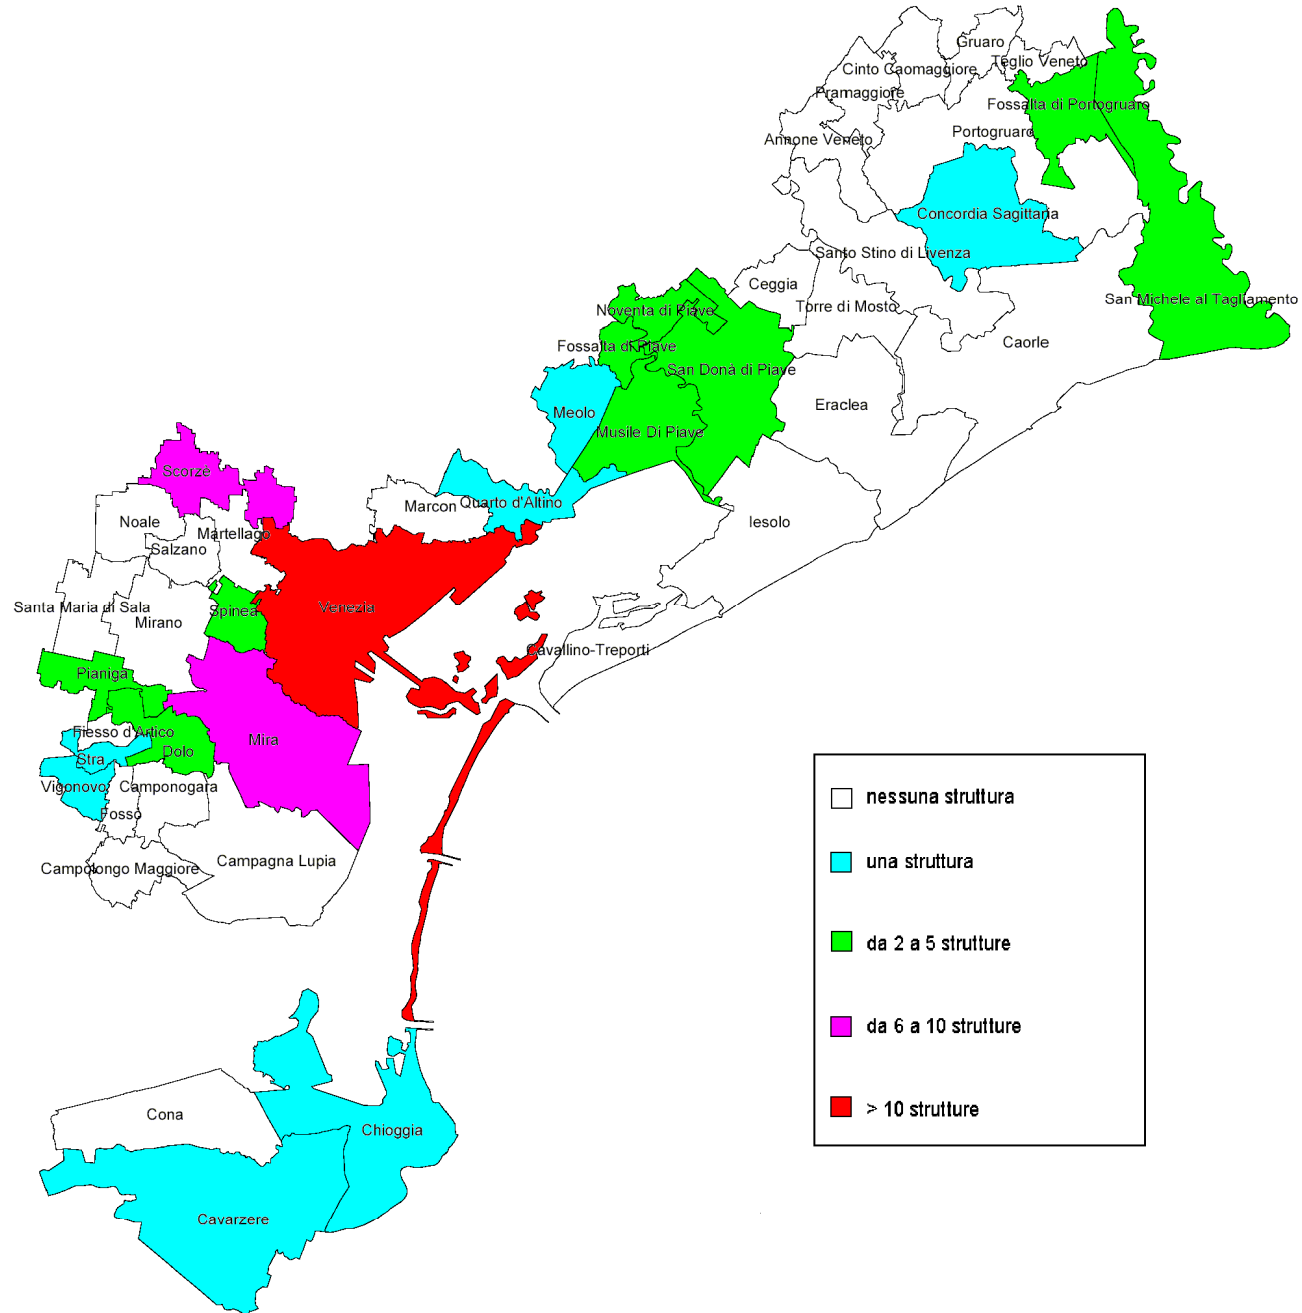 Gruaro
Teglio Veneto
Cinto Caomaggiore
Pramaggiore
Fossalta di Portogruaro
Portogruaro
Annone Veneto
Concordia Sagittaria
Santo Stino di Livenza
Ceggia
San Michele al Tagliamento
Torre di Mosto
Noventa di Piave
Caorle
Fossalta di Piave
San Donà di Piave
Eraclea
Meolo
Musile Di Piave
Scorzè
Marcon
Quarto d'Altino
Noale
Iesolo
Martellago
Salzano
Santa Maria di Sala
Venezia
Spinea
Mirano
Cavallino-Treporti
Pianiga
Fiesso d'Artico
Mira
Dolo
Stra
Vigonovo
Camponogara
Fossò
Campagna Lupia
Campolongo Maggiore
nessuna struttura
una struttura
da 2 a 5 strutture
da 6 a 10 strutture
> 10 strutture
Cona
Chioggia
Cavarzere